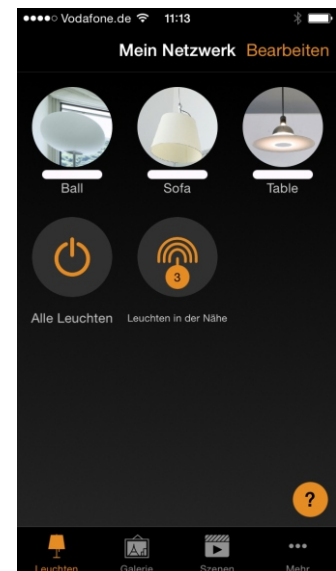 Vodafone.de 11:13
Mein Netzwerk Bearbeiten
Ball Sofa Table
3
Alle Leuchten Leuchten in der Nähe
?
Leuchten Galerie Szenen Mehr